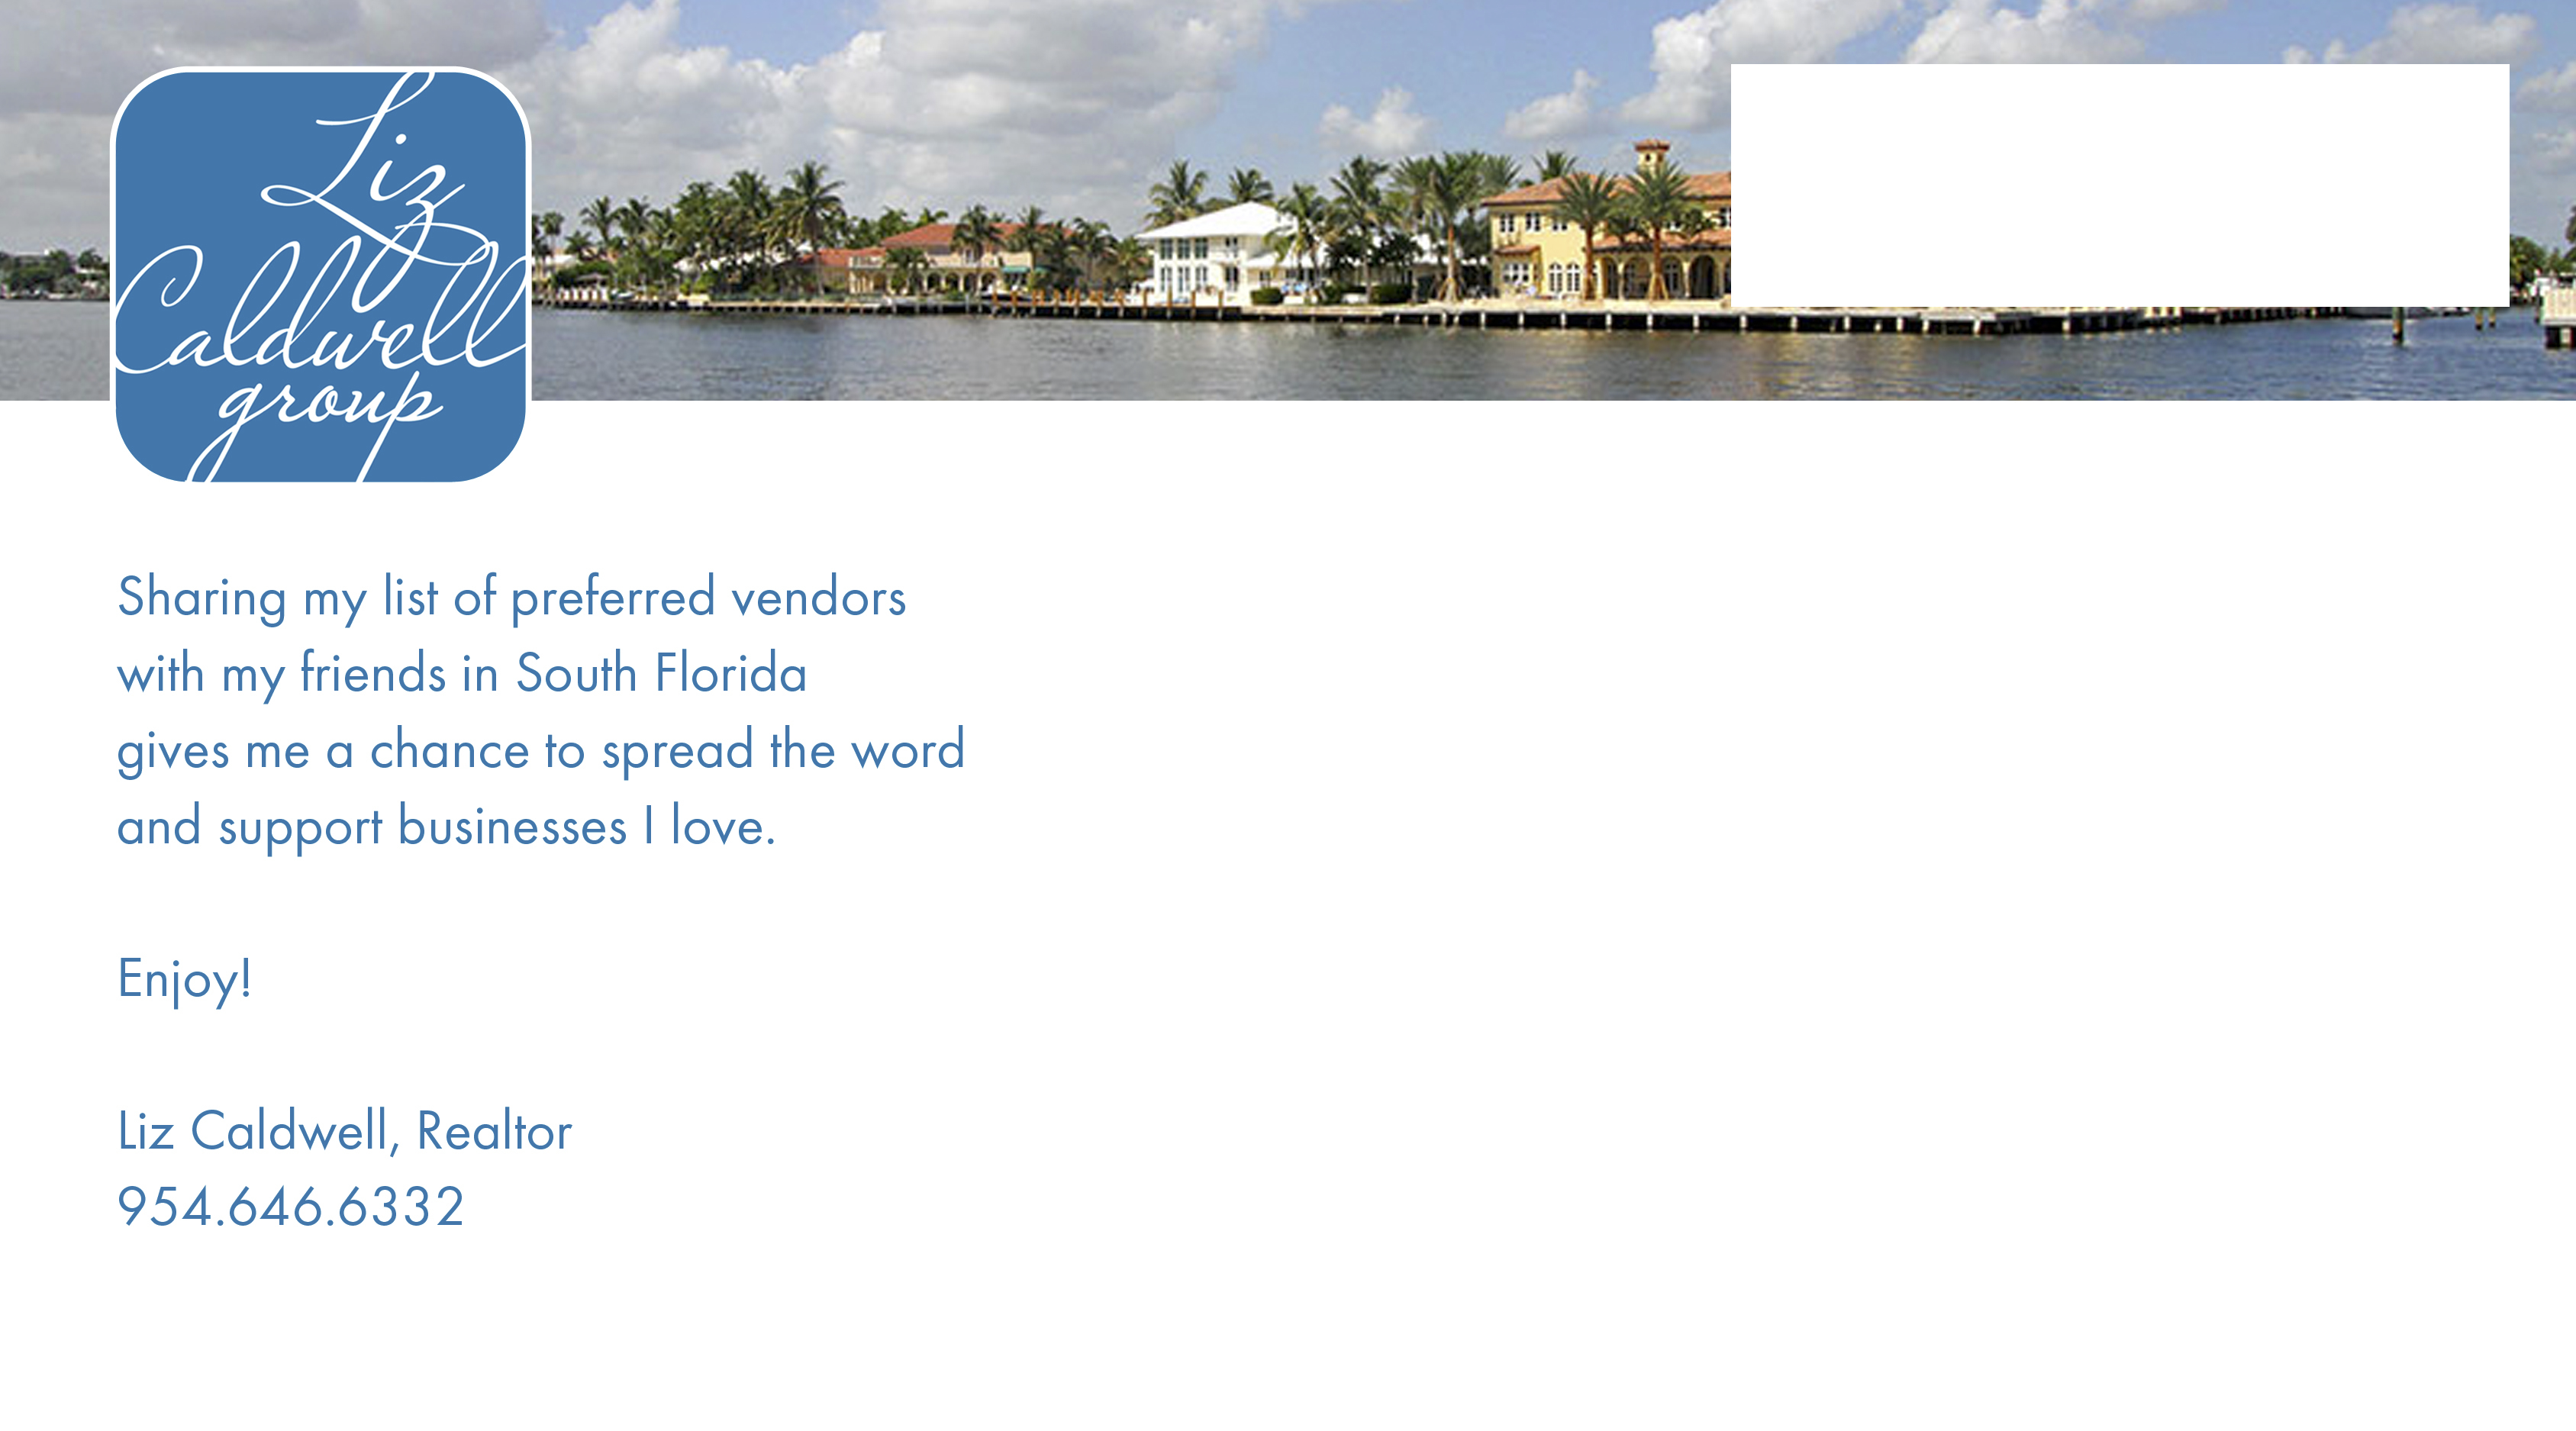 Liz
Caldwell
group
Sharing my list of preferred vendors
with my friends in South Florida
gives me a chance to spread the word
and support businesses I love.
Enjoy!
Liz Caldwell, Realtor
954.646.6332